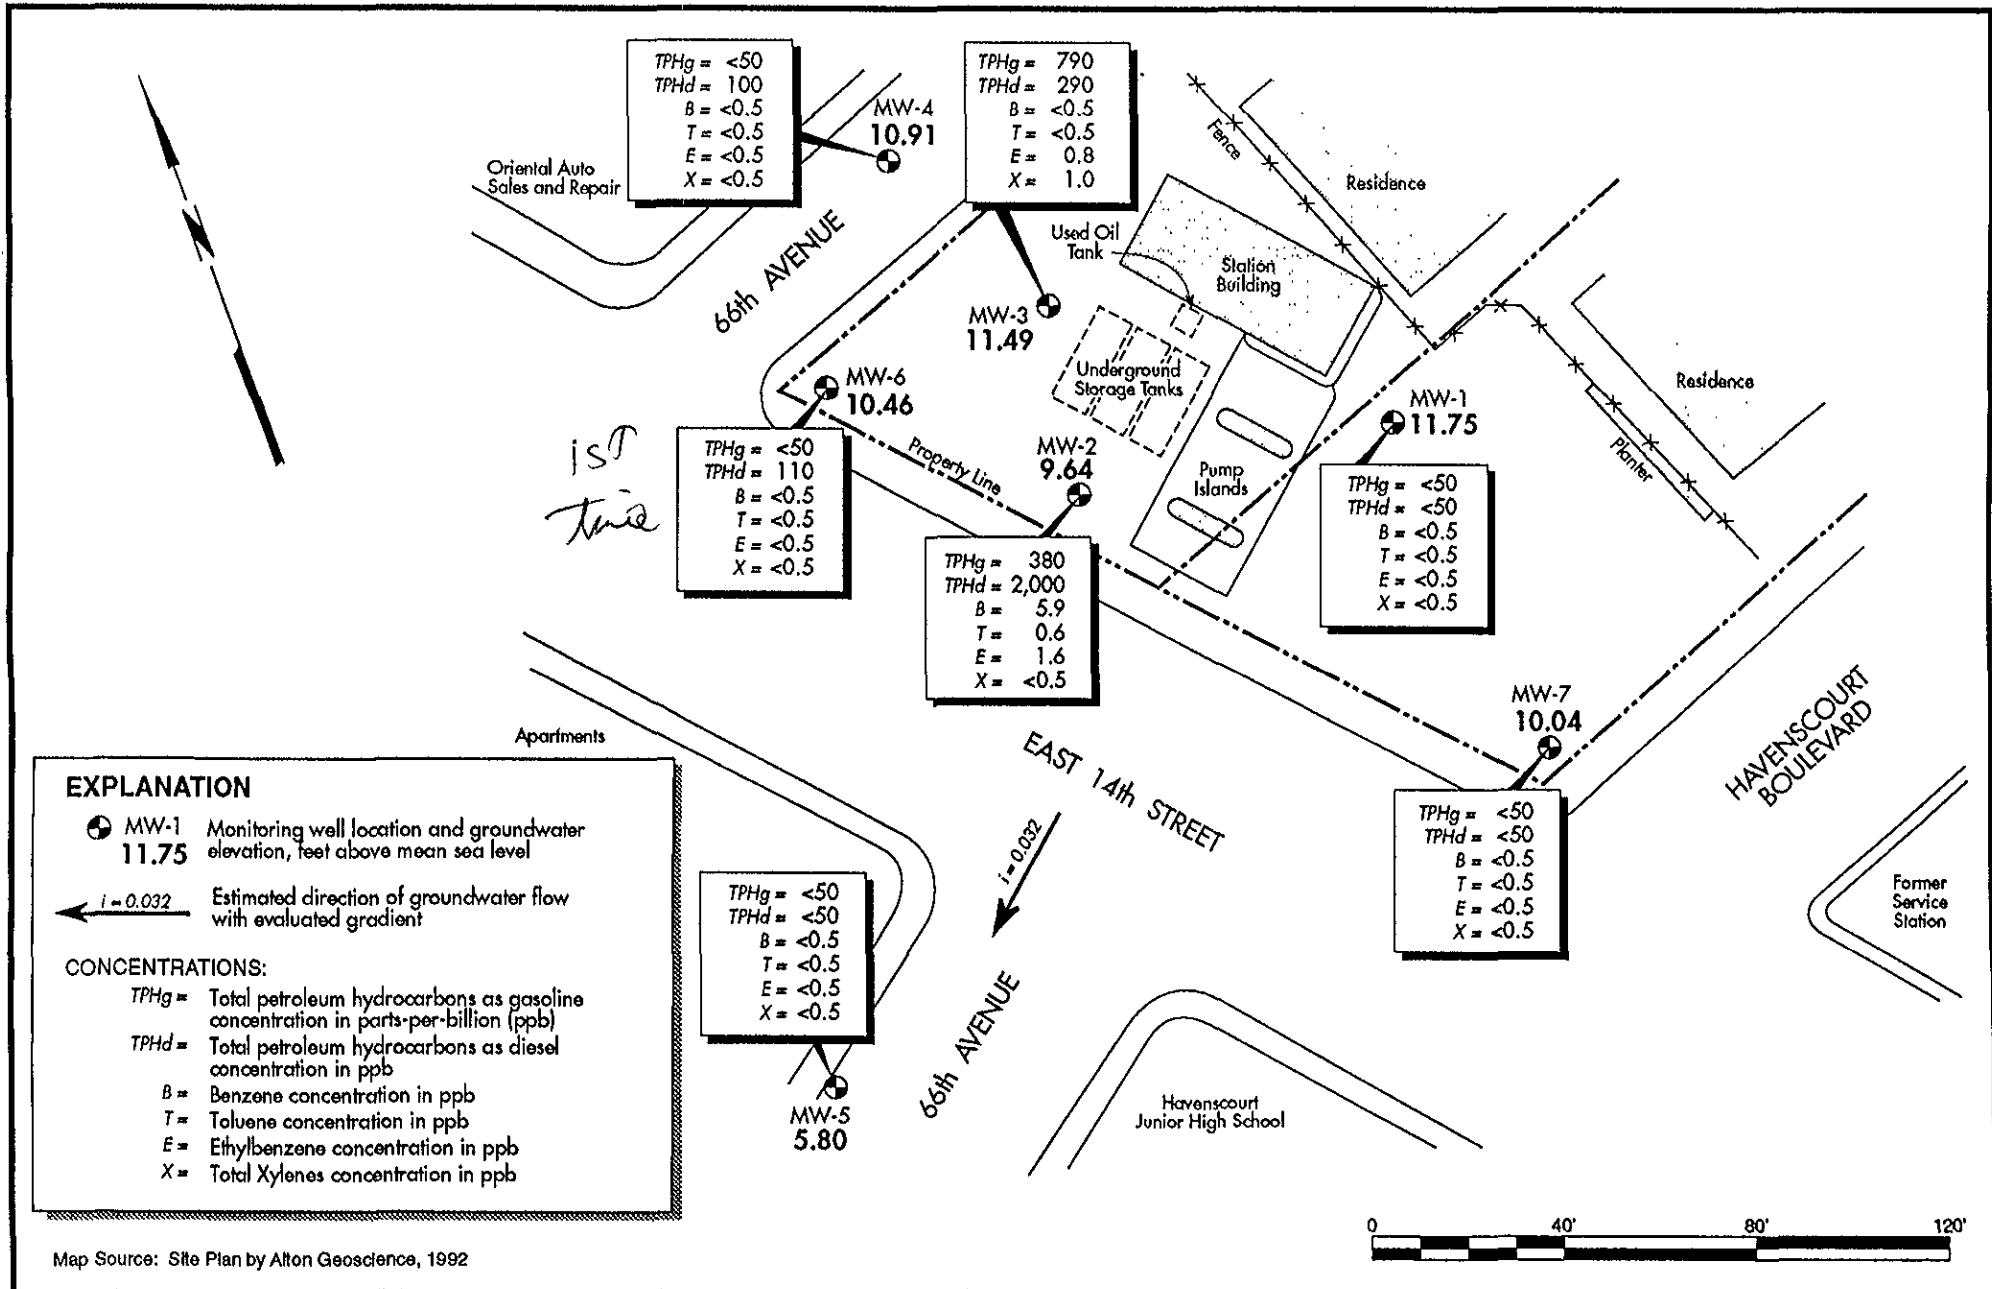 TPHg = <50
TPHd = 100
B = <0.5
T = <0.5
E = <0.5
X = <0.5
MW-4
10.91
TPHg = 790
TPHd = 290
B = <0.5
T = <0.5
E = 0.8
X = 1.0
Oriental Auto
Sales and Repair
66th AVENUE
N
Fence
Residence
Used Oil
Tank
Station
Building
MW-3
11.49
Underground
Storage Tanks
Residence
MW-6
10.46
MW-1
11.75
Planter
Property Line
MW-2
9.64
Pump
Islands
TPHg = <50
TPHd = 110
B = <0.5
T = <0.5
E = <0.5
X = <0.5
TPHg = <50
TPHd = <50
B = <0.5
T = <0.5
E = <0.5
X = <0.5
TPHg = 380
TPHd = 2,000
B = 5.9
T = 0.6
E = 1.6
X = <0.5
MW-7
10.04
HAVENSCOURT
BOULEVARD
Apartments
EAST 14th STREET
i = 0.032
TPHg = <50
TPHd = <50
B = <0.5
T = <0.5
E = <0.5
X = <0.5
Former
Service
Station
TPHg = <50
TPHd = <50
B = <0.5
T = <0.5
E = <0.5
X = <0.5
66th AVENUE
MW-5
5.80
Havenscourt
Junior High School
EXPLANATION
MW-1
11.75
Monitoring well location and groundwater
elevation, feet above mean sea level
i = 0.032
Estimated direction of groundwater flow
with evaluated gradient
CONCENTRATIONS:
TPHg = Total petroleum hydrocarbons as gasoline
concentration in parts-per-billion (ppb)
TPHd = Total petroleum hydrocarbons as diesel
concentration in ppb
B = Benzene concentration in ppb
T = Toluene concentration in ppb
E = Ethylbenzene concentration in ppb
X = Total Xylenes concentration in ppb
0 40' 80' 120'
Map Source: Site Plan by Alton Geoscience, 1992